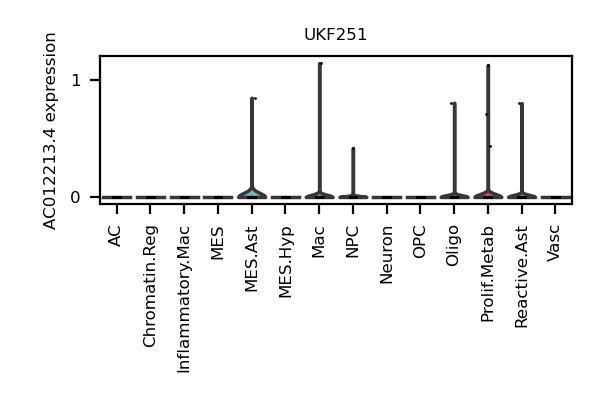 UKF251
AC012213.4 expression
1
0
AC
Chromatin.Reg
Inflammatory.Mac
MES
MES.Ast
MES.Hyp
Mac
NPC
Neuron
OPC
Oligo
Prolif.Metab
Reactive.Ast
Vasc